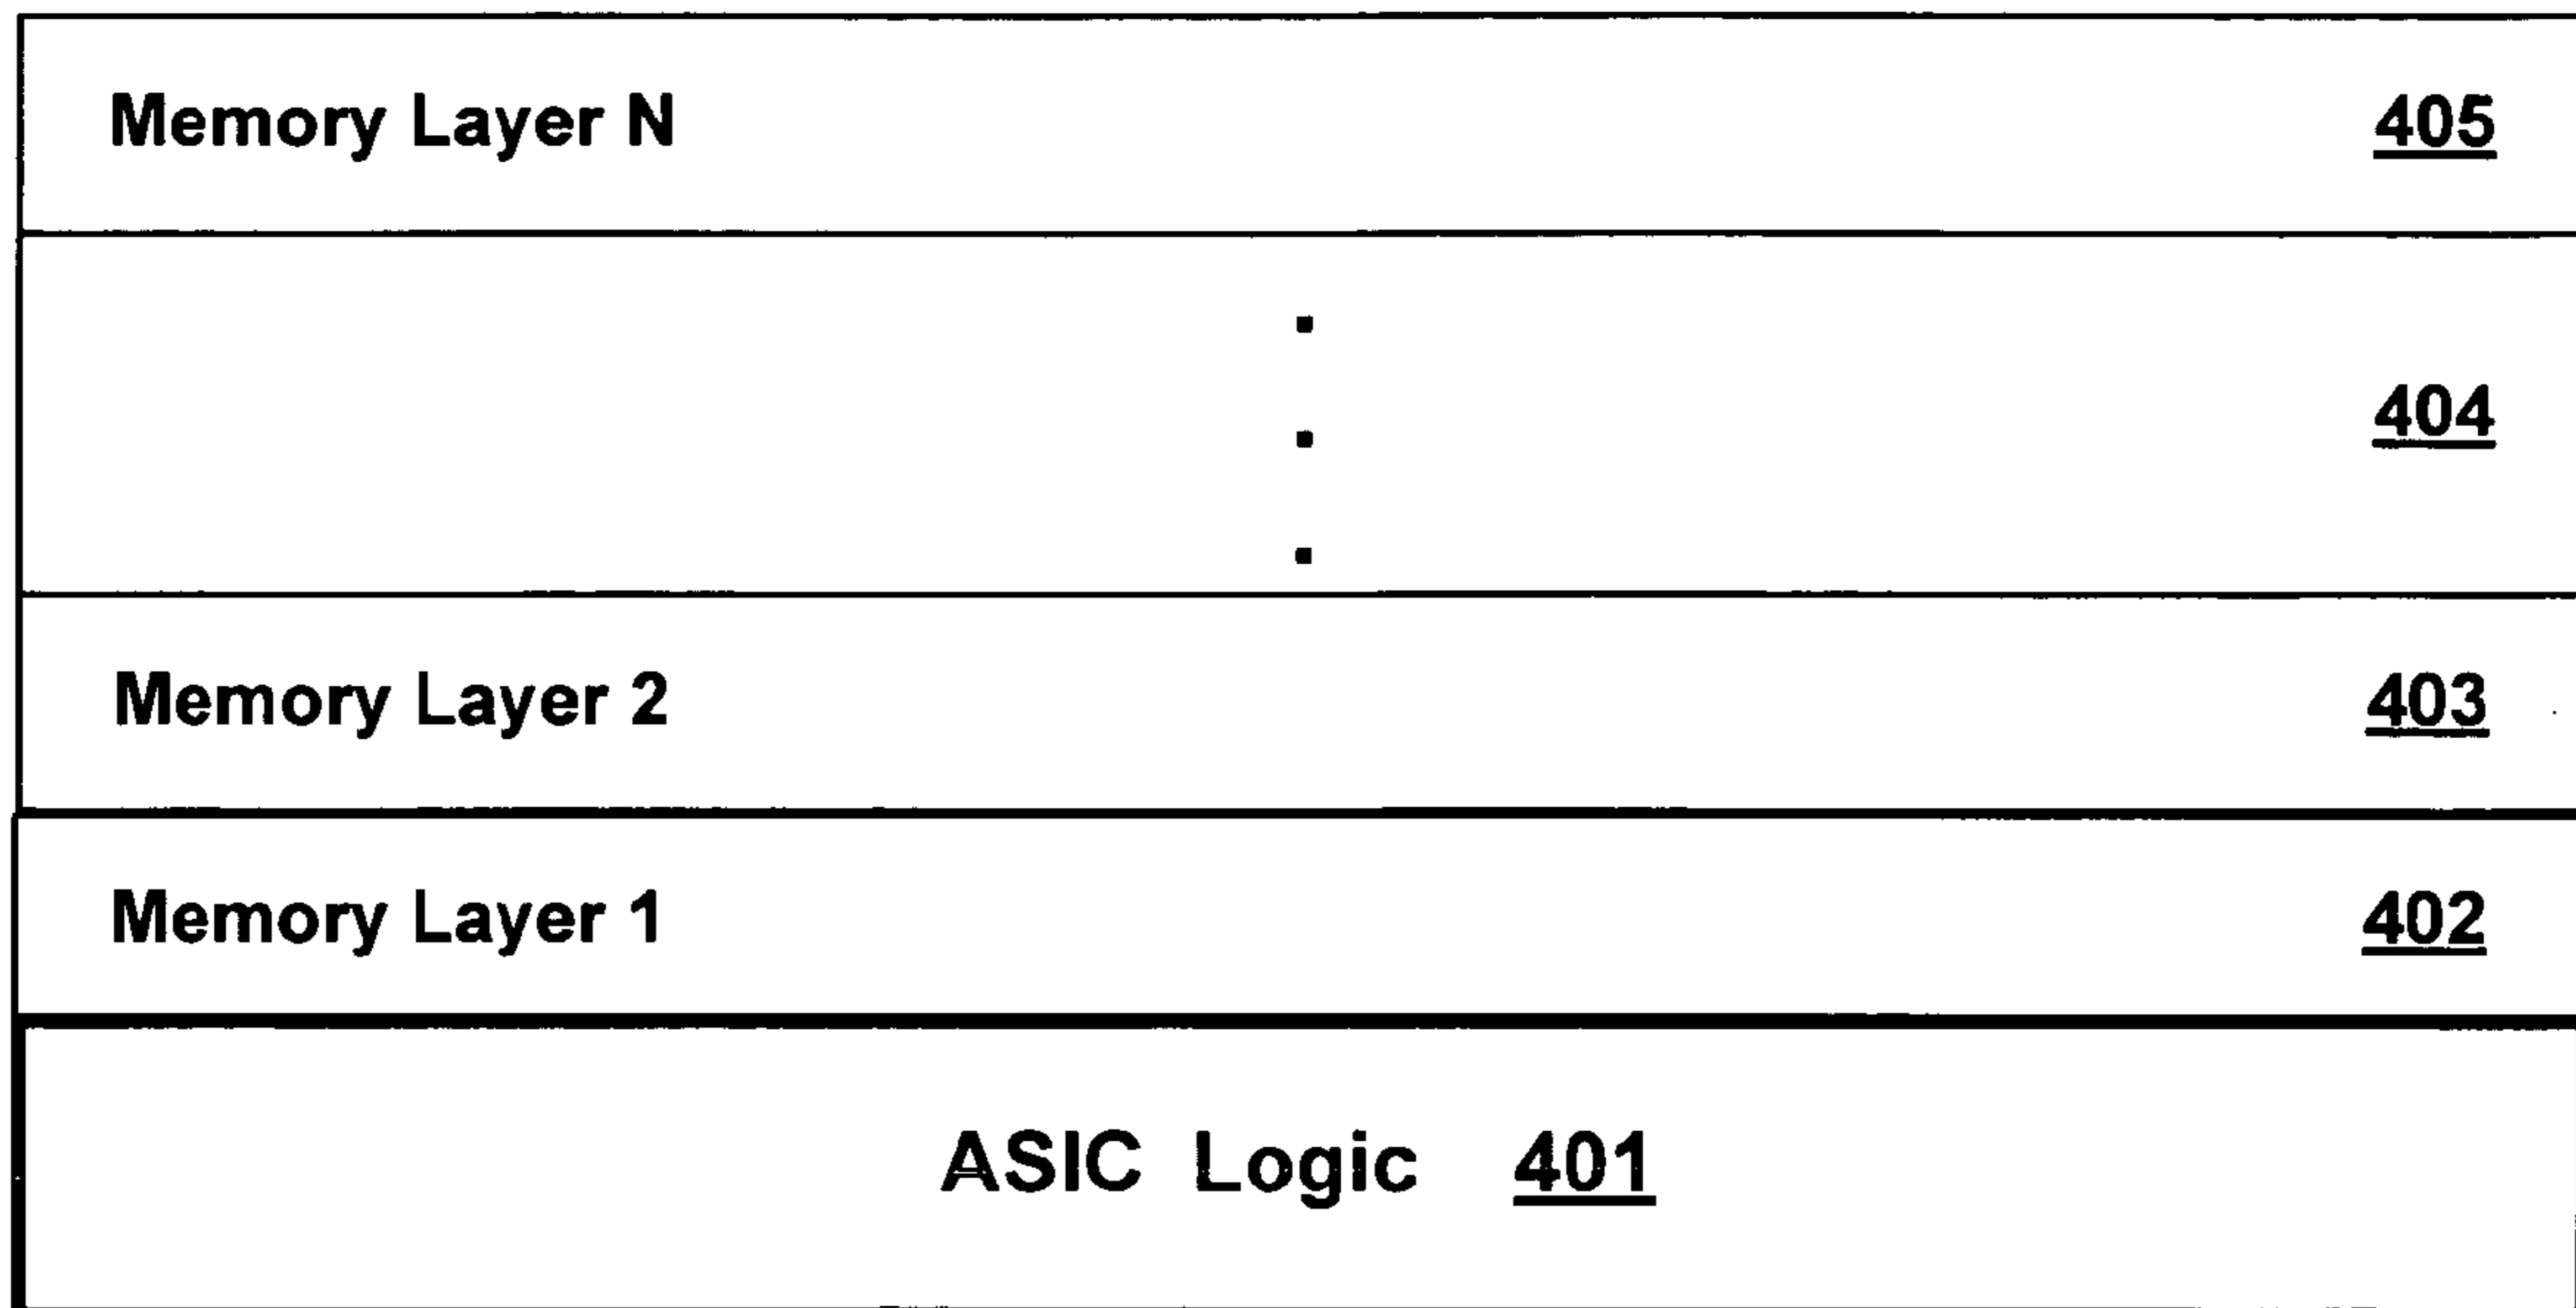 Memory Layer N 405
404
Memory Layer 2 403
Memory Layer 1 402
ASIC Logic 401